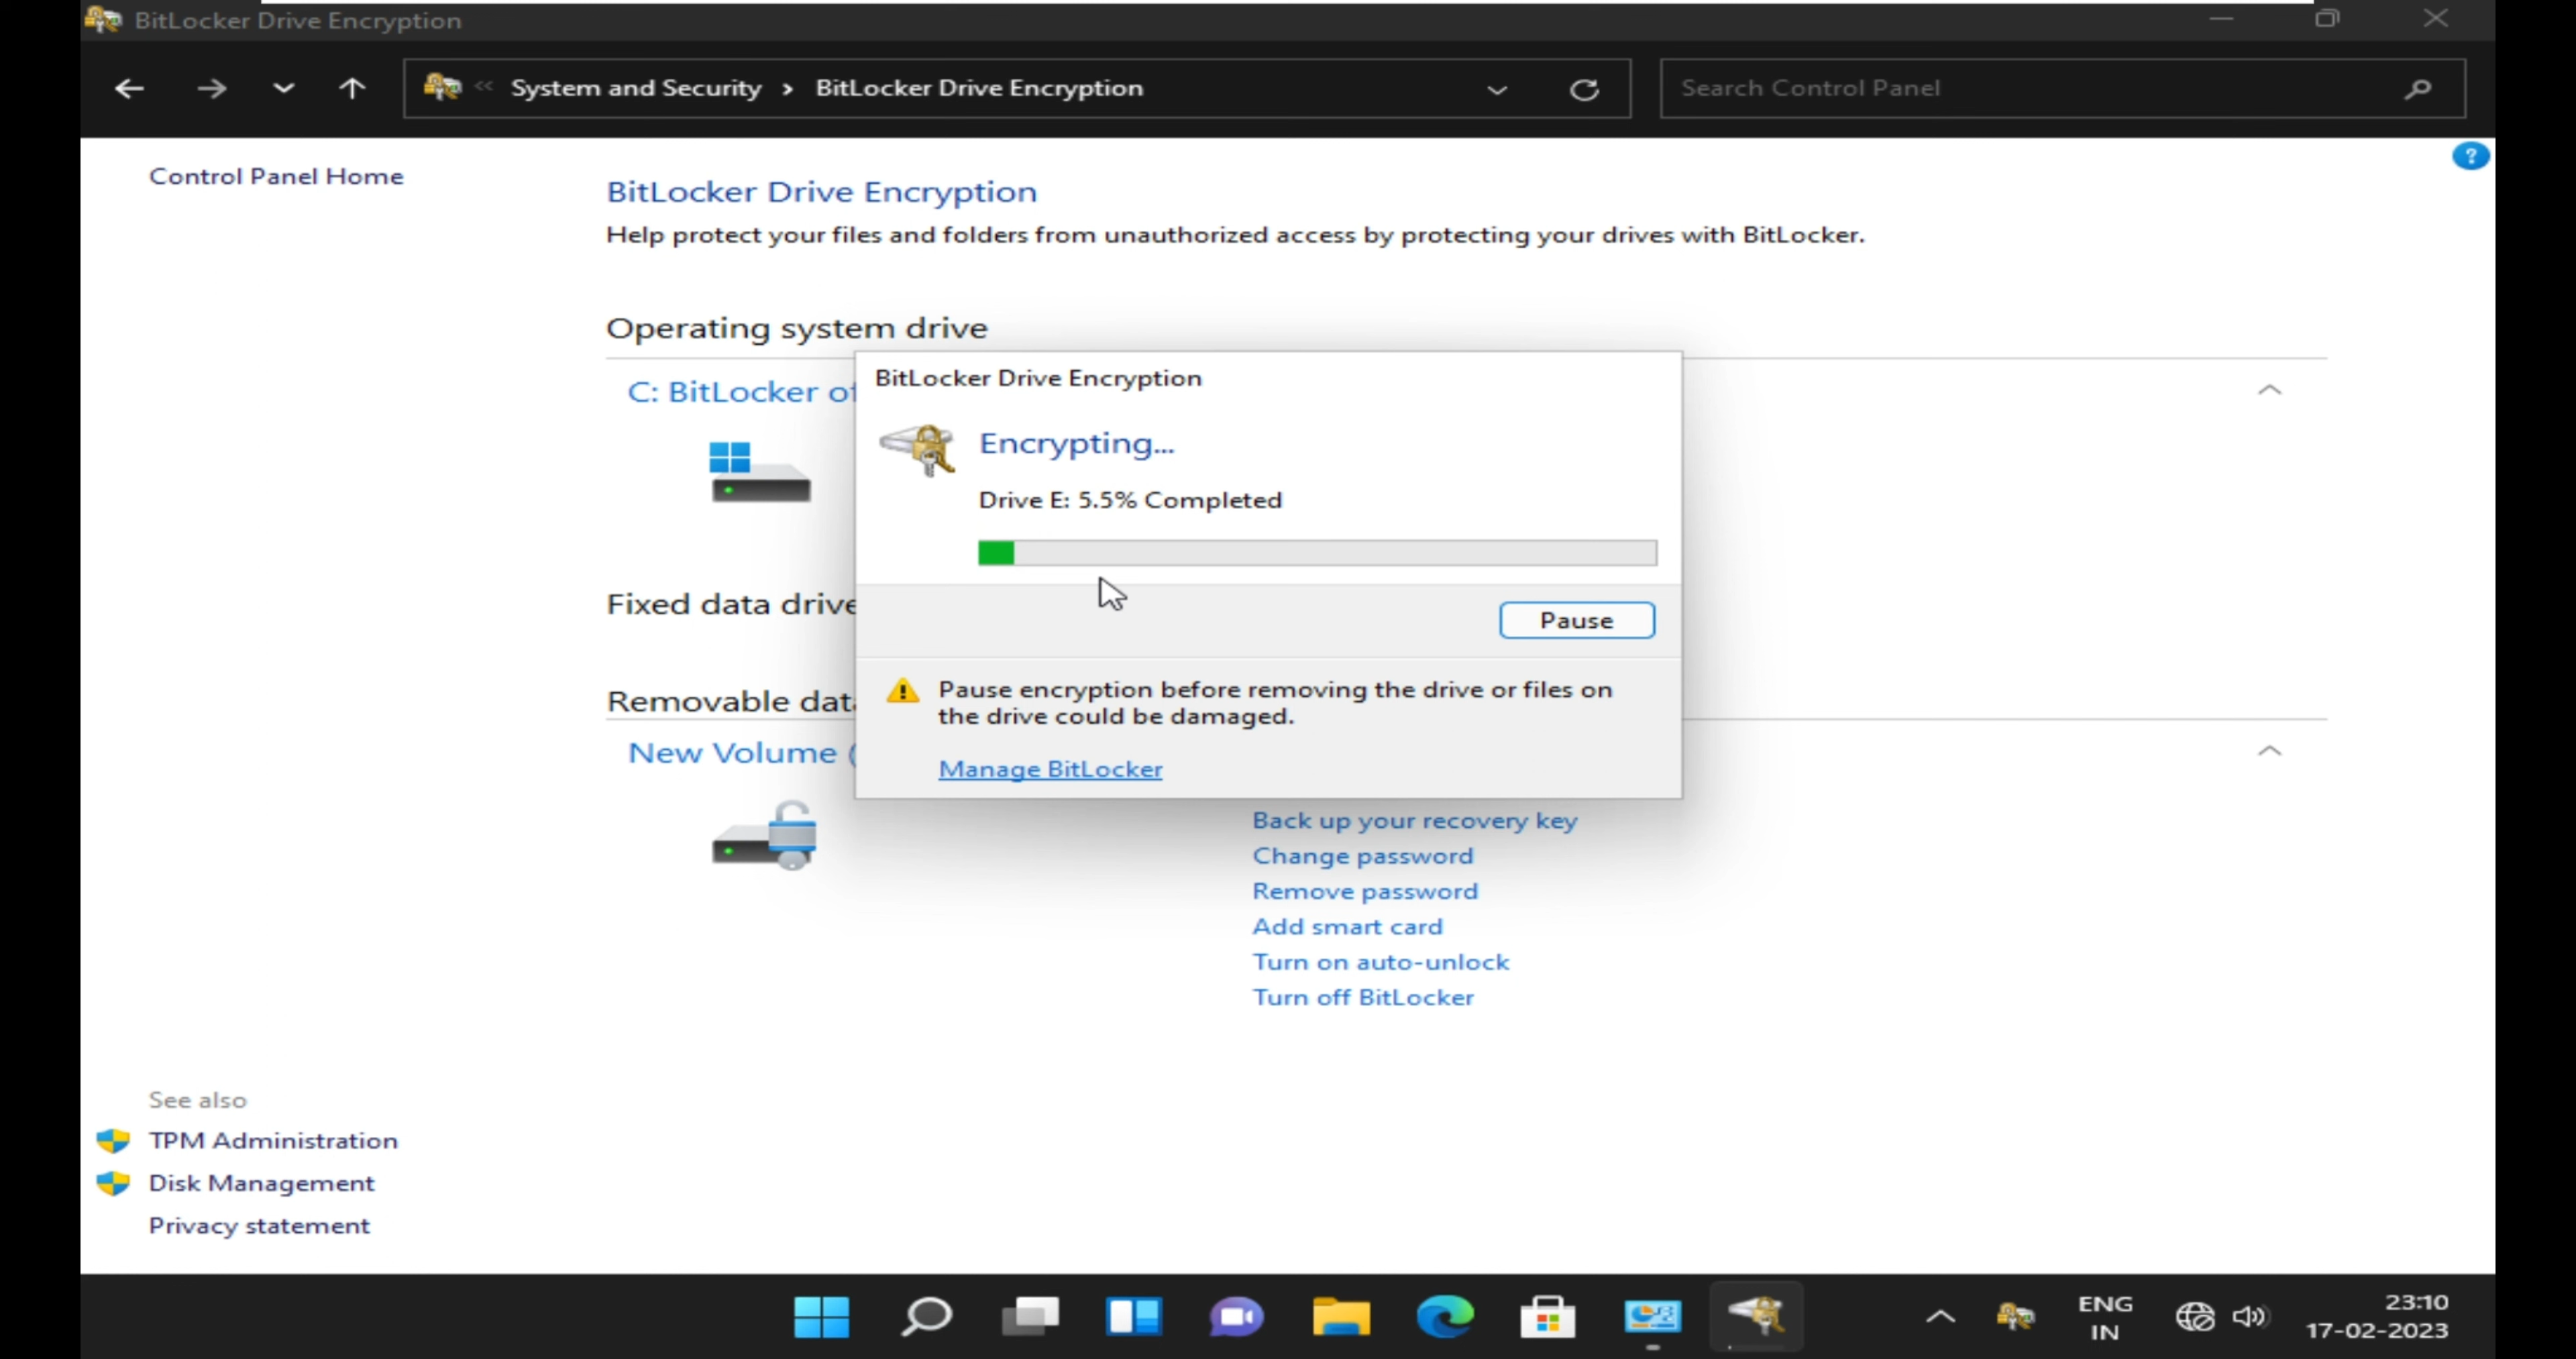 BitLocker Drive Encryption
System and Security › BitLocker Drive Encryption
Search Control Panel
Control Panel Home
BitLocker Drive Encryption
Help protect your files and folders from unauthorized access by protecting your drives with BitLocker.
Operating system drive
C: BitLocker
BitLocker Drive Encryption
Encrypting...
Drive E: 5.5% Completed
Fixed data drive
Pause
Removable
Pause encryption before removing the drive or files on
the drive could be damaged.
New Volume (
Manage BitLocker
Back up your recovery key
Change password
Remove password
Add smart card
Turn on auto-unlock
Turn off BitLocker
See also
TPM Administration
Disk Management
Privacy statement
ENG
IN
23:10
17-02-2023